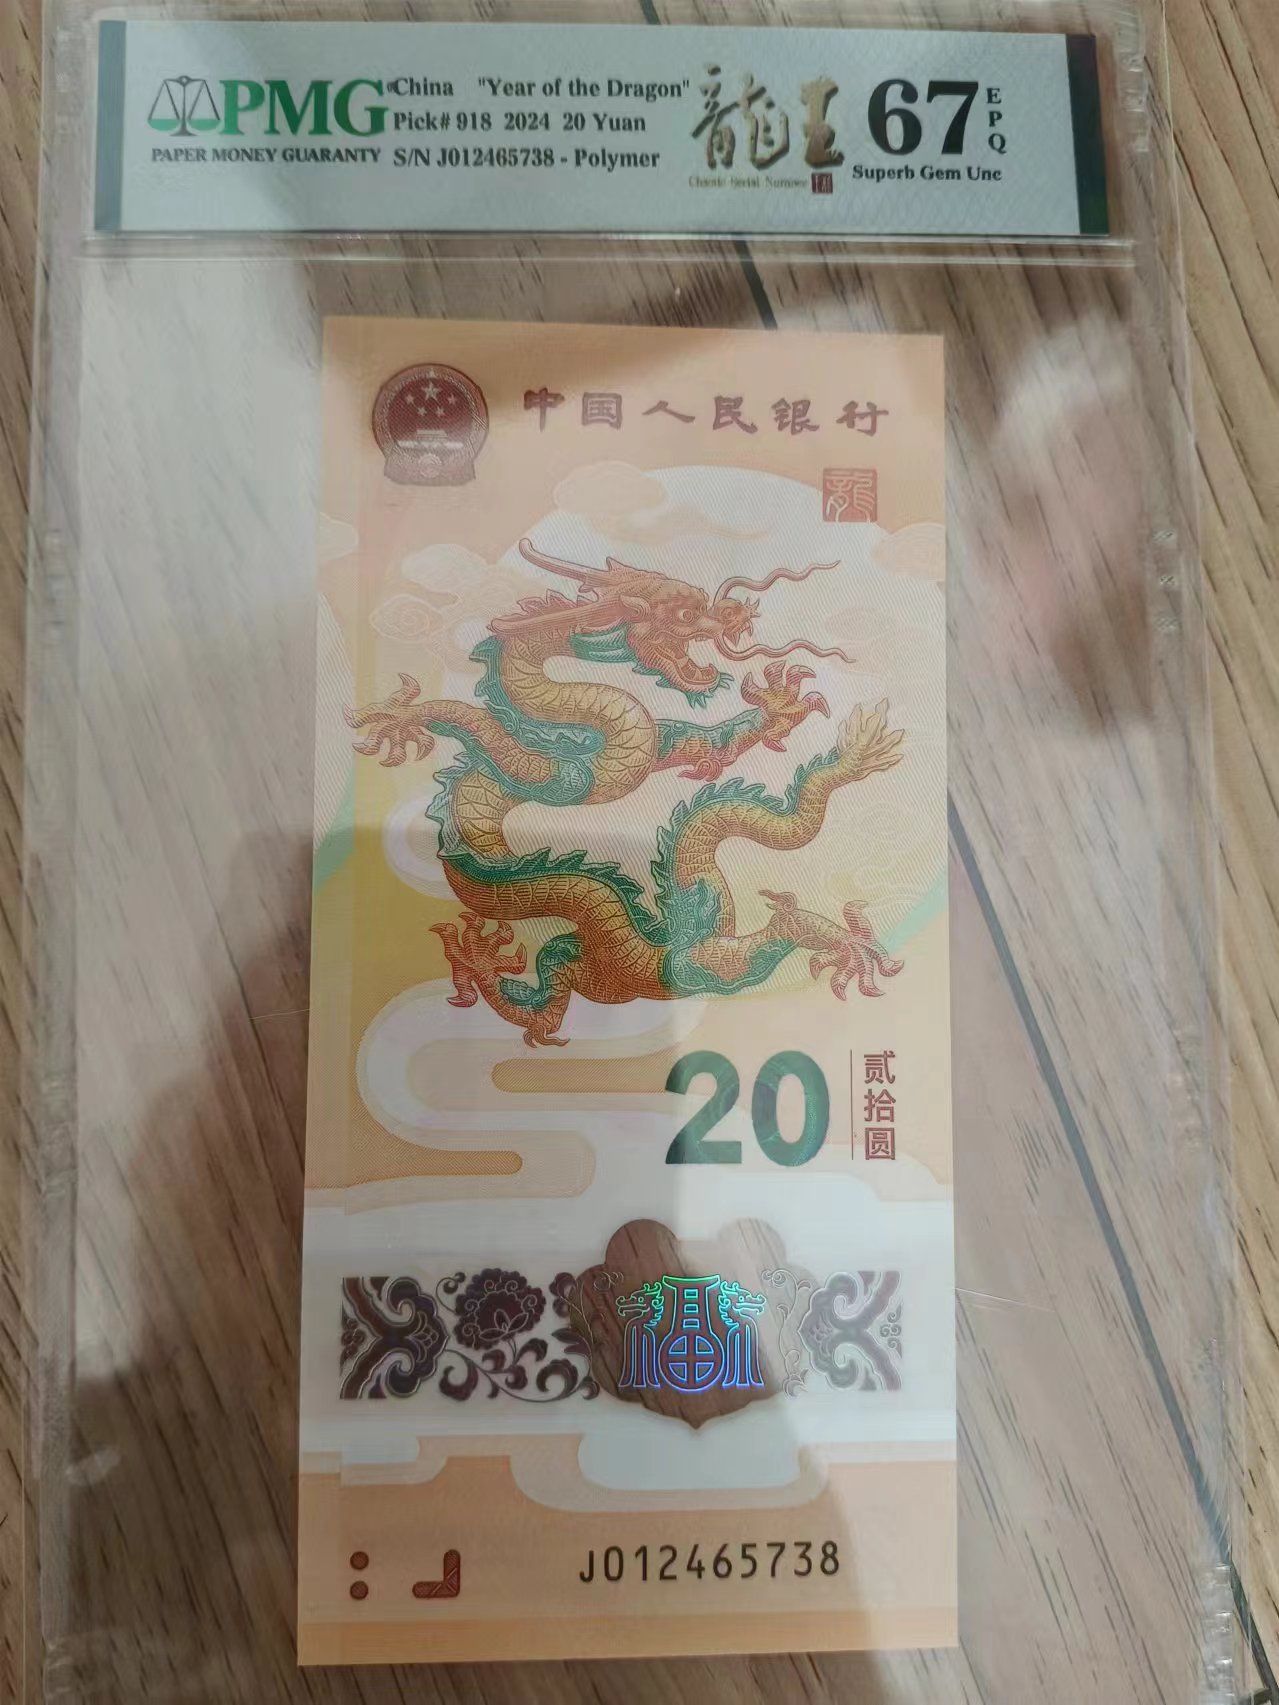 PMG
PAPER MONEY GUARANTY
China "Year of the Dragon"
Pick# 918 2024 20 Yuan
S/N J012465738 - Polymer
龍王
67
EPQ
Superb Gem Unc
中国人民银行
龍
20
贰拾圆
J012465738